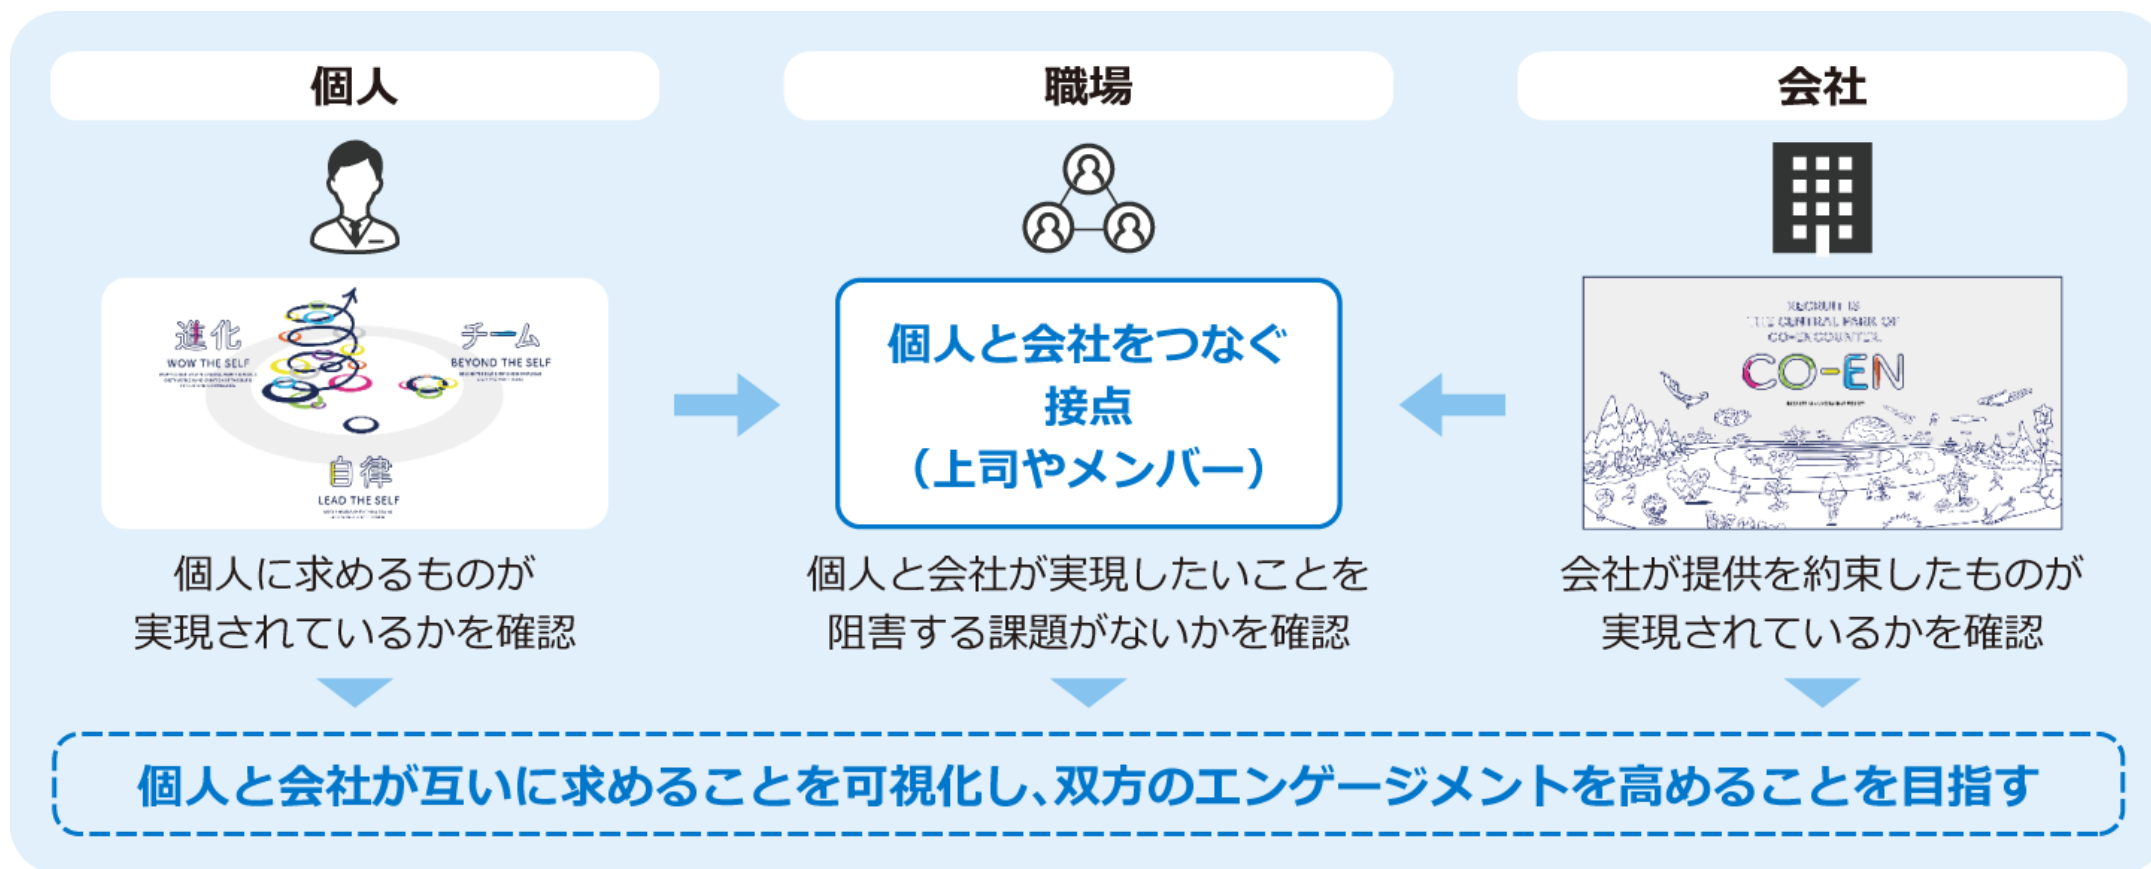 個人
職場
会社
進化
WOW THE SELF
チーム
BEYOND THE SELF
自律
LEAD THE SELF
個人と会社をつなぐ
接点
（上司やメンバー）
RECRUIT IS
THE CENTRAL PARK OF
CO-ENCOUNTER.
CO-EN
個人に求めるものが
実現されているかを確認
個人と会社が実現したいことを
阻害する課題がないかを確認
会社が提供を約束したものが
実現されているかを確認
個人と会社が互いに求めることを可視化し、双方のエンゲージメントを高めることを目指す